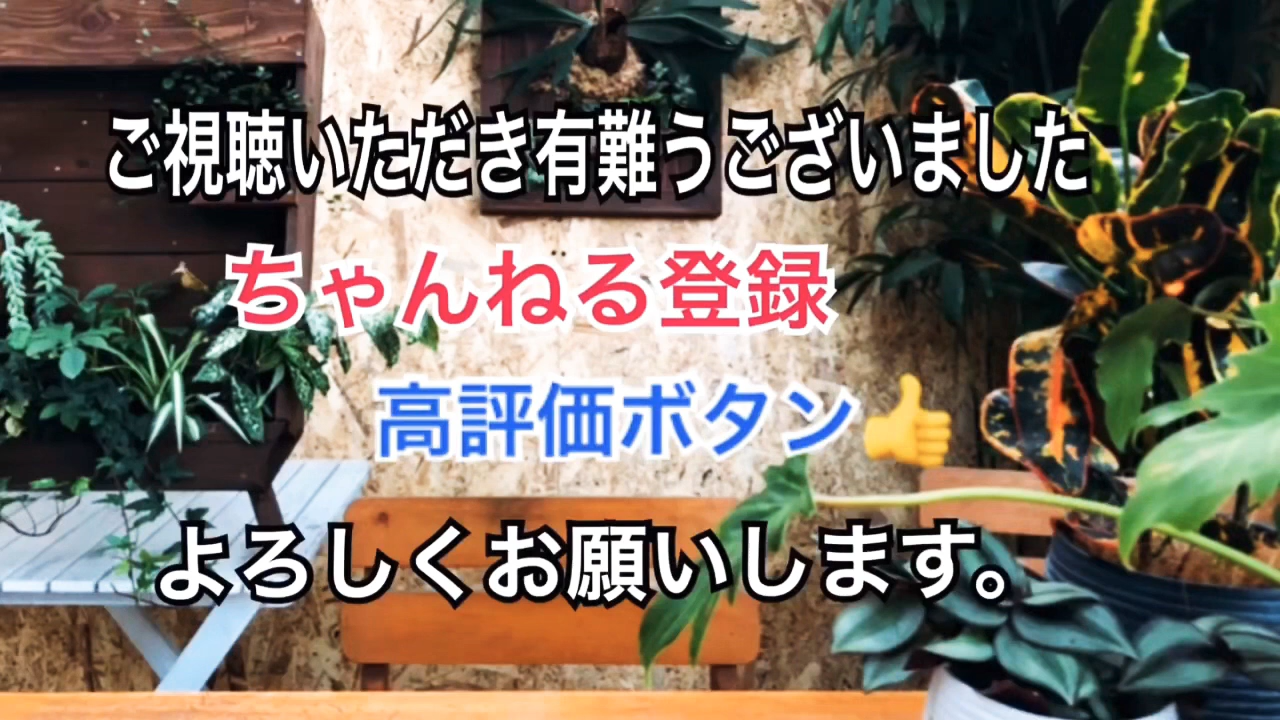 ご視聴いただき有難うございました
ちゃんねる登録
高評価ボタン👍
よろしくお願いします。